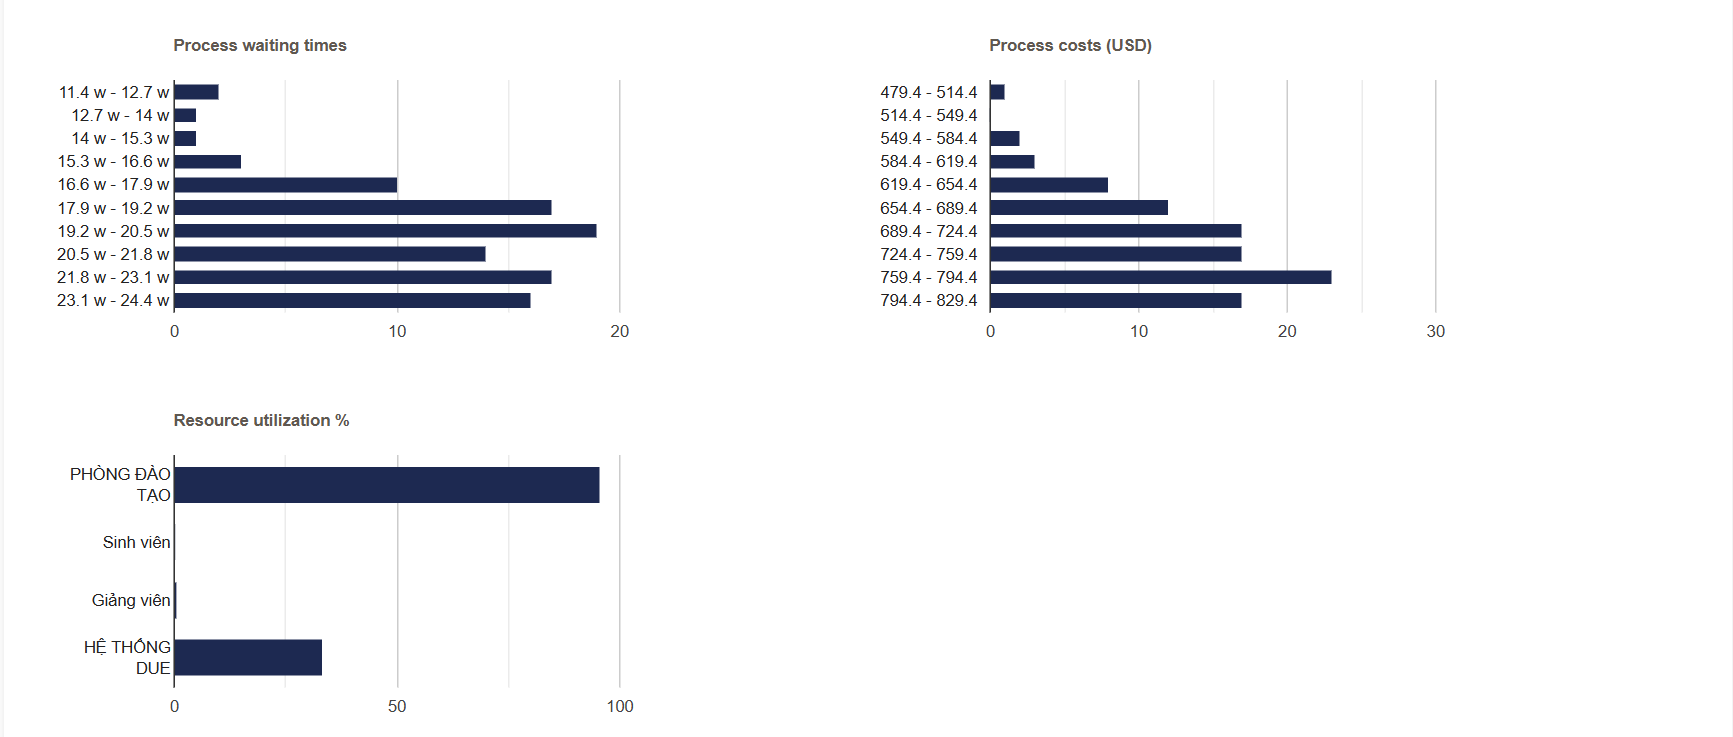 Process waiting times
11.4 w - 12.7 w
12.7 w - 14 w
14 w - 15.3 w
15.3 w - 16.6 w
16.6 w - 17.9 w
17.9 w - 19.2 w
19.2 w - 20.5 w
20.5 w - 21.8 w
21.8 w - 23.1 w
23.1 w - 24.4 w
0 10 20
Process costs (USD)
479.4 - 514.4
514.4 - 549.4
549.4 - 584.4
584.4 - 619.4
619.4 - 654.4
654.4 - 689.4
689.4 - 724.4
724.4 - 759.4
759.4 - 794.4
794.4 - 829.4
0 10 20 30
Resource utilization %
PHÒNG ĐÀO
TẠO
Sinh viên
Giảng viên
HỆ THỐNG
DUE
0 50 100